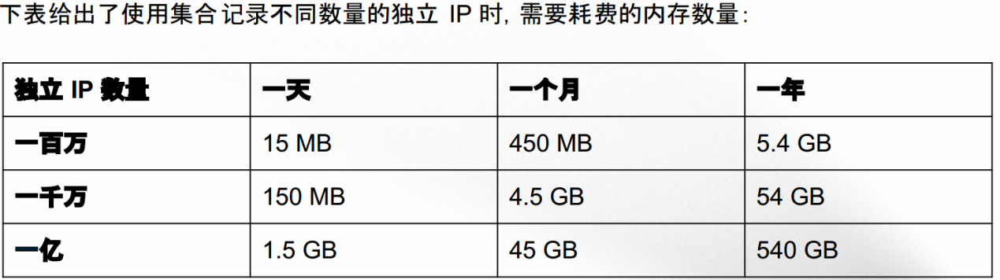 下表给出了使用集合记录不同数量的独立 IP 时, 需要耗费的内存数量:
独立 IP 数量 一天 一个月 一年
一百万 15 MB 450 MB 5.4 GB
一千万 150 MB 4.5 GB 54 GB
一亿 1.5 GB 45 GB 540 GB